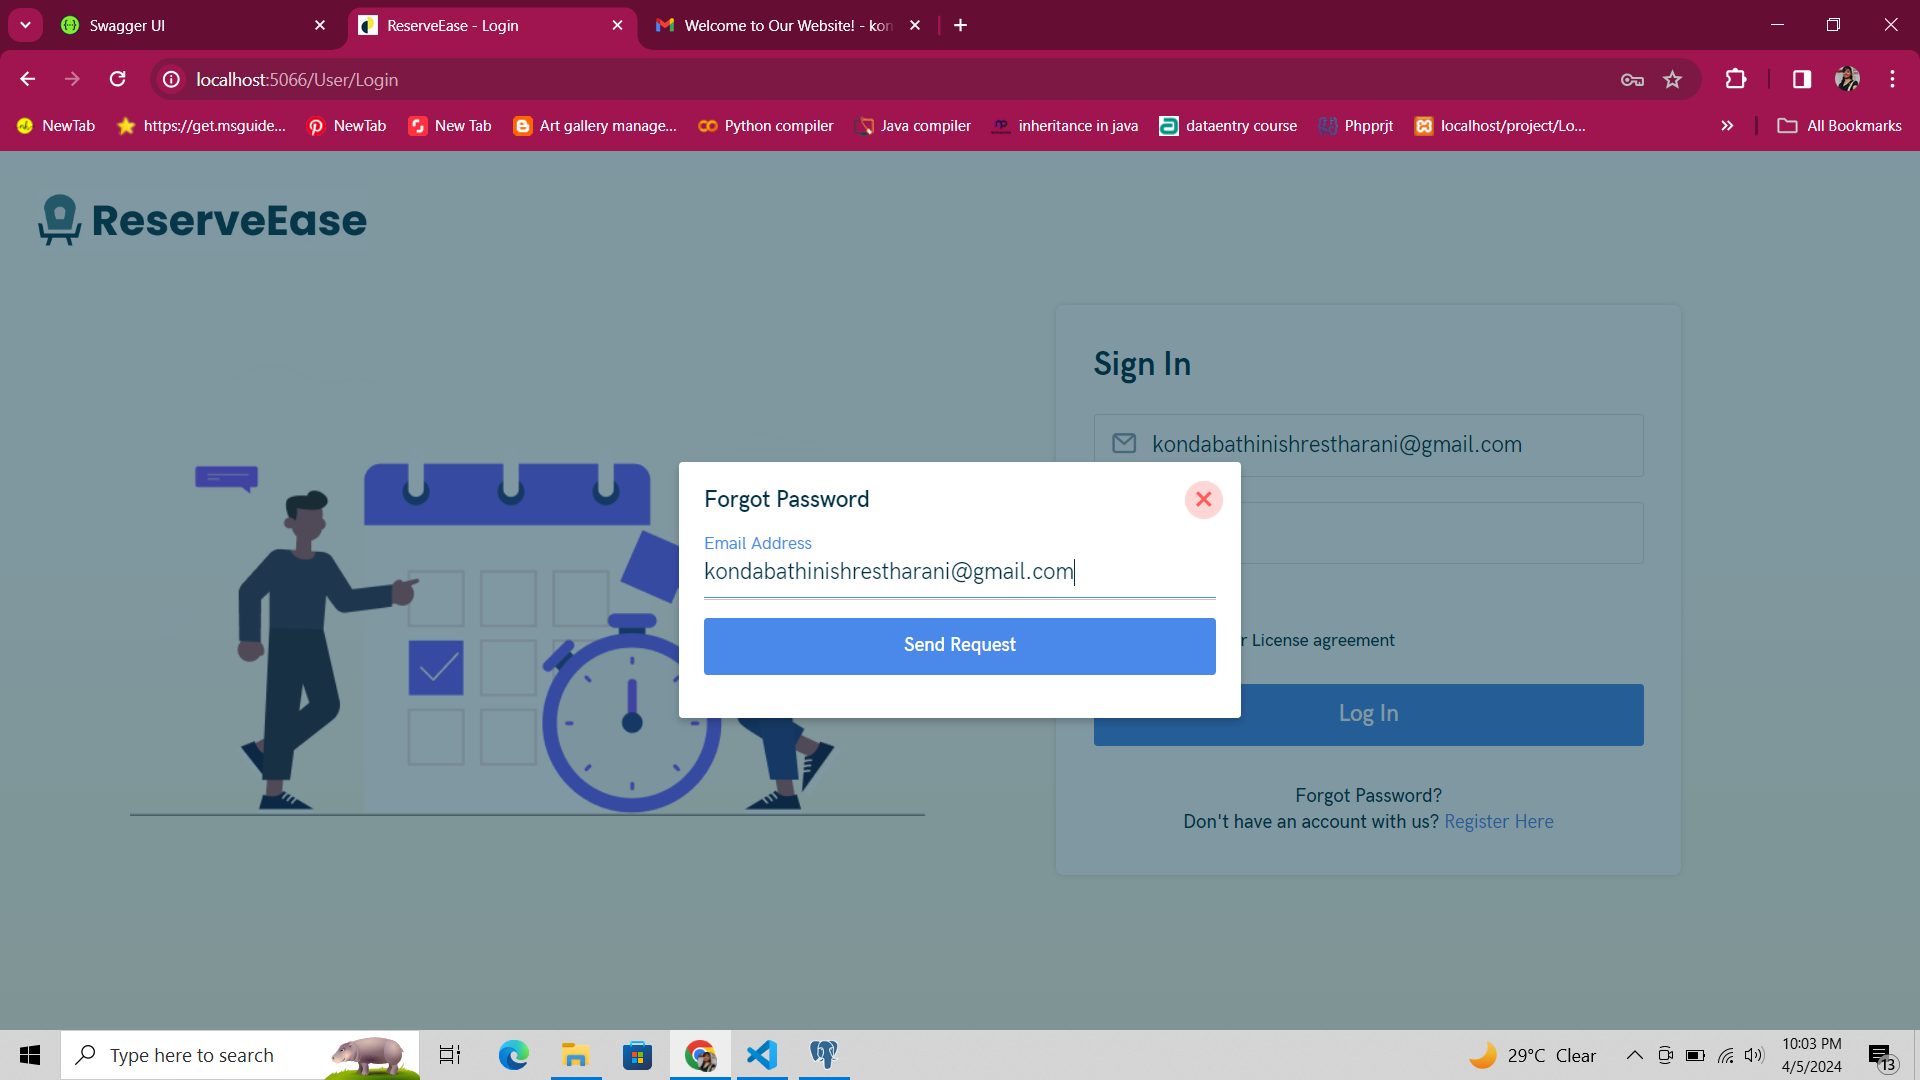 Swagger UI
ReserveEase - Login
Welcome to Our Website! - kon
localhost:5066/User/Login
NewTab
https://get.msguide...
NewTab
New Tab
Art gallery manage...
Python compiler
Java compiler
inheritance in java
dataentry course
Phpprjt
localhost/project/Lo...
All Bookmarks
ReserveEase
Sign In
kondabathinishrestharani@gmail.com
Forgot Password
Email Address
kondabathinishrestharani@gmail.com
Send Request
r License agreement
Log In
Forgot Password?
Don't have an account with us? Register Here
Type here to search
29°C Clear
10:03 PM
4/5/2024
13